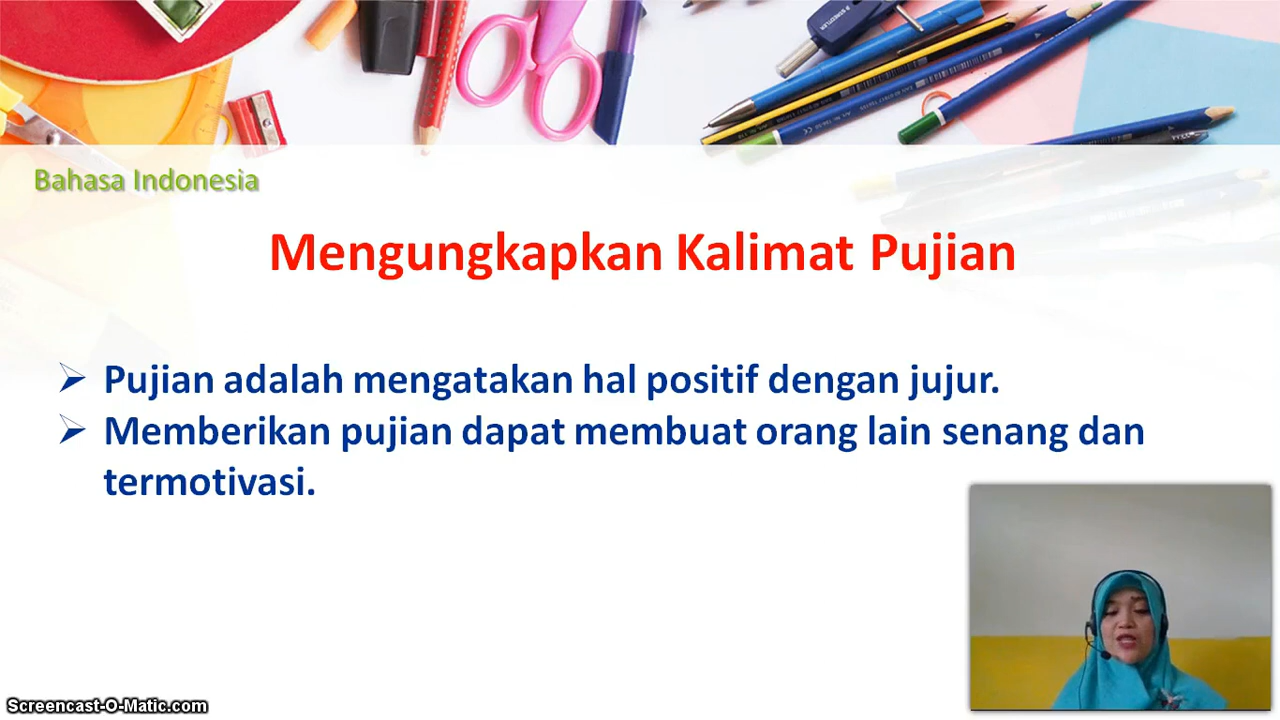 Bahasa Indonesia
Mengungkapkan Kalimat Pujian
Pujian adalah mengatakan hal positif dengan jujur.
Memberikan pujian dapat membuat orang lain senang dan
termotivasi.
Screencast-O-Matic.com